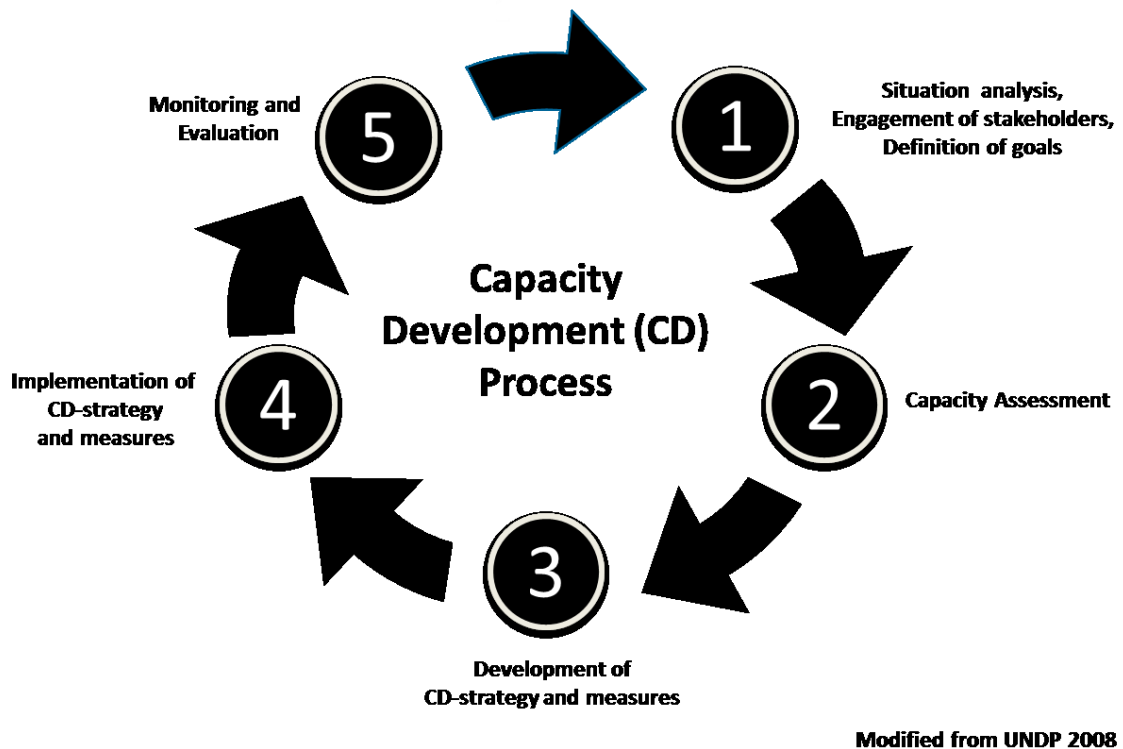 Capacity
Development (CD)
Process
1
Situation analysis,
Engagement of stakeholders,
Definition of goals
2
Capacity Assessment
3
Development of
CD-strategy and measures
4
Implementation of
CD-strategy
and measures
5
Monitoring and
Evaluation
Modified from UNDP 2008